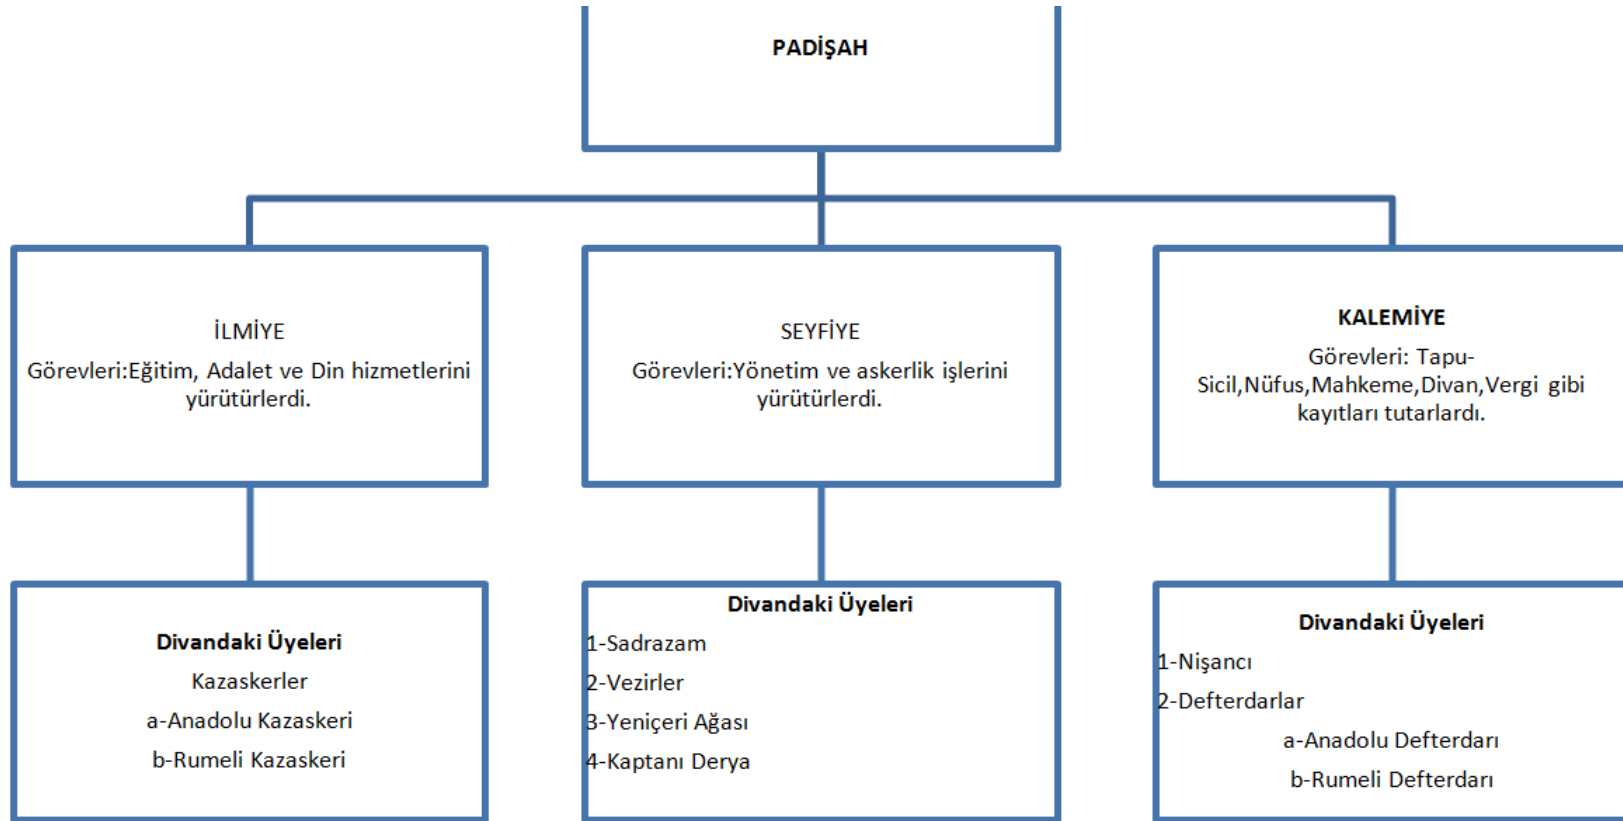 PADİŞAH
İLMİYE
Görevleri:Eğitim, Adalet ve Din hizmetlerini
yürütürlerdi.
SEYFİYE
Görevleri:Yönetim ve askerlik işlerini
yürütürlerdi.
KALEMİYE
Görevleri: Tapu-
Sicil,Nüfus,Mahkeme,Divan,Vergi gibi
kayıtları tutarlardı.
Divandaki Üyeleri
Kazaskerler
a-Anadolu Kazaskeri
b-Rumeli Kazaskeri
Divandaki Üyeleri
1-Sadrazam
2-Vezirler
3-Yeniçeri Ağası
4-Kaptanı Derya
Divandaki Üyeleri
1-Nişancı
2-Defterdarlar
a-Anadolu Defterdarı
b-Rumeli Defterdarı